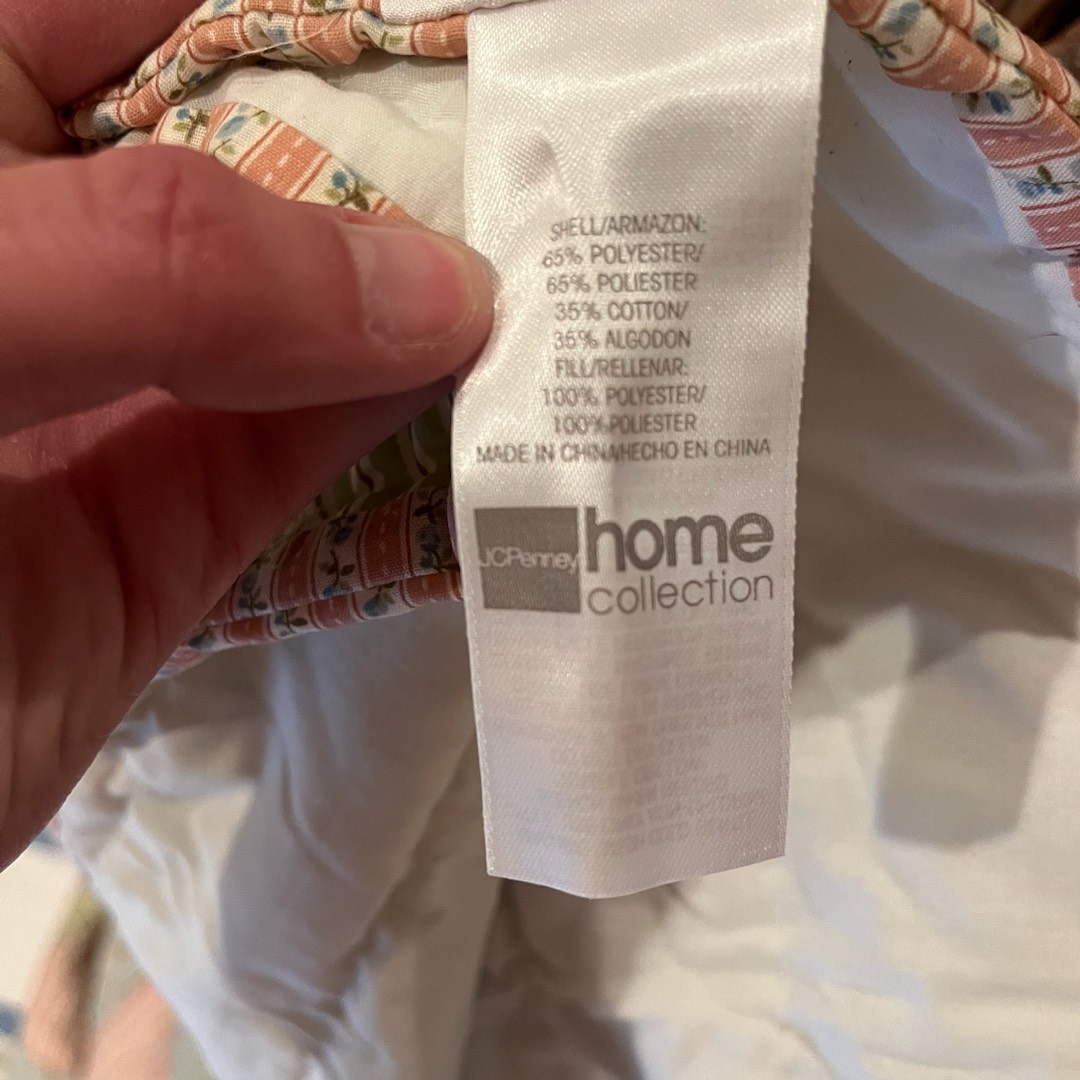 SHELL/ARMAZON:
65% POLYESTER/
65% POLIESTER
35% COTTON/
35% ALGODON
FILL/RELLENAR:
100% POLYESTER/
100% POLIESTER
MADE IN CHINA/HECHO EN CHINA
JCPenney
home
collection